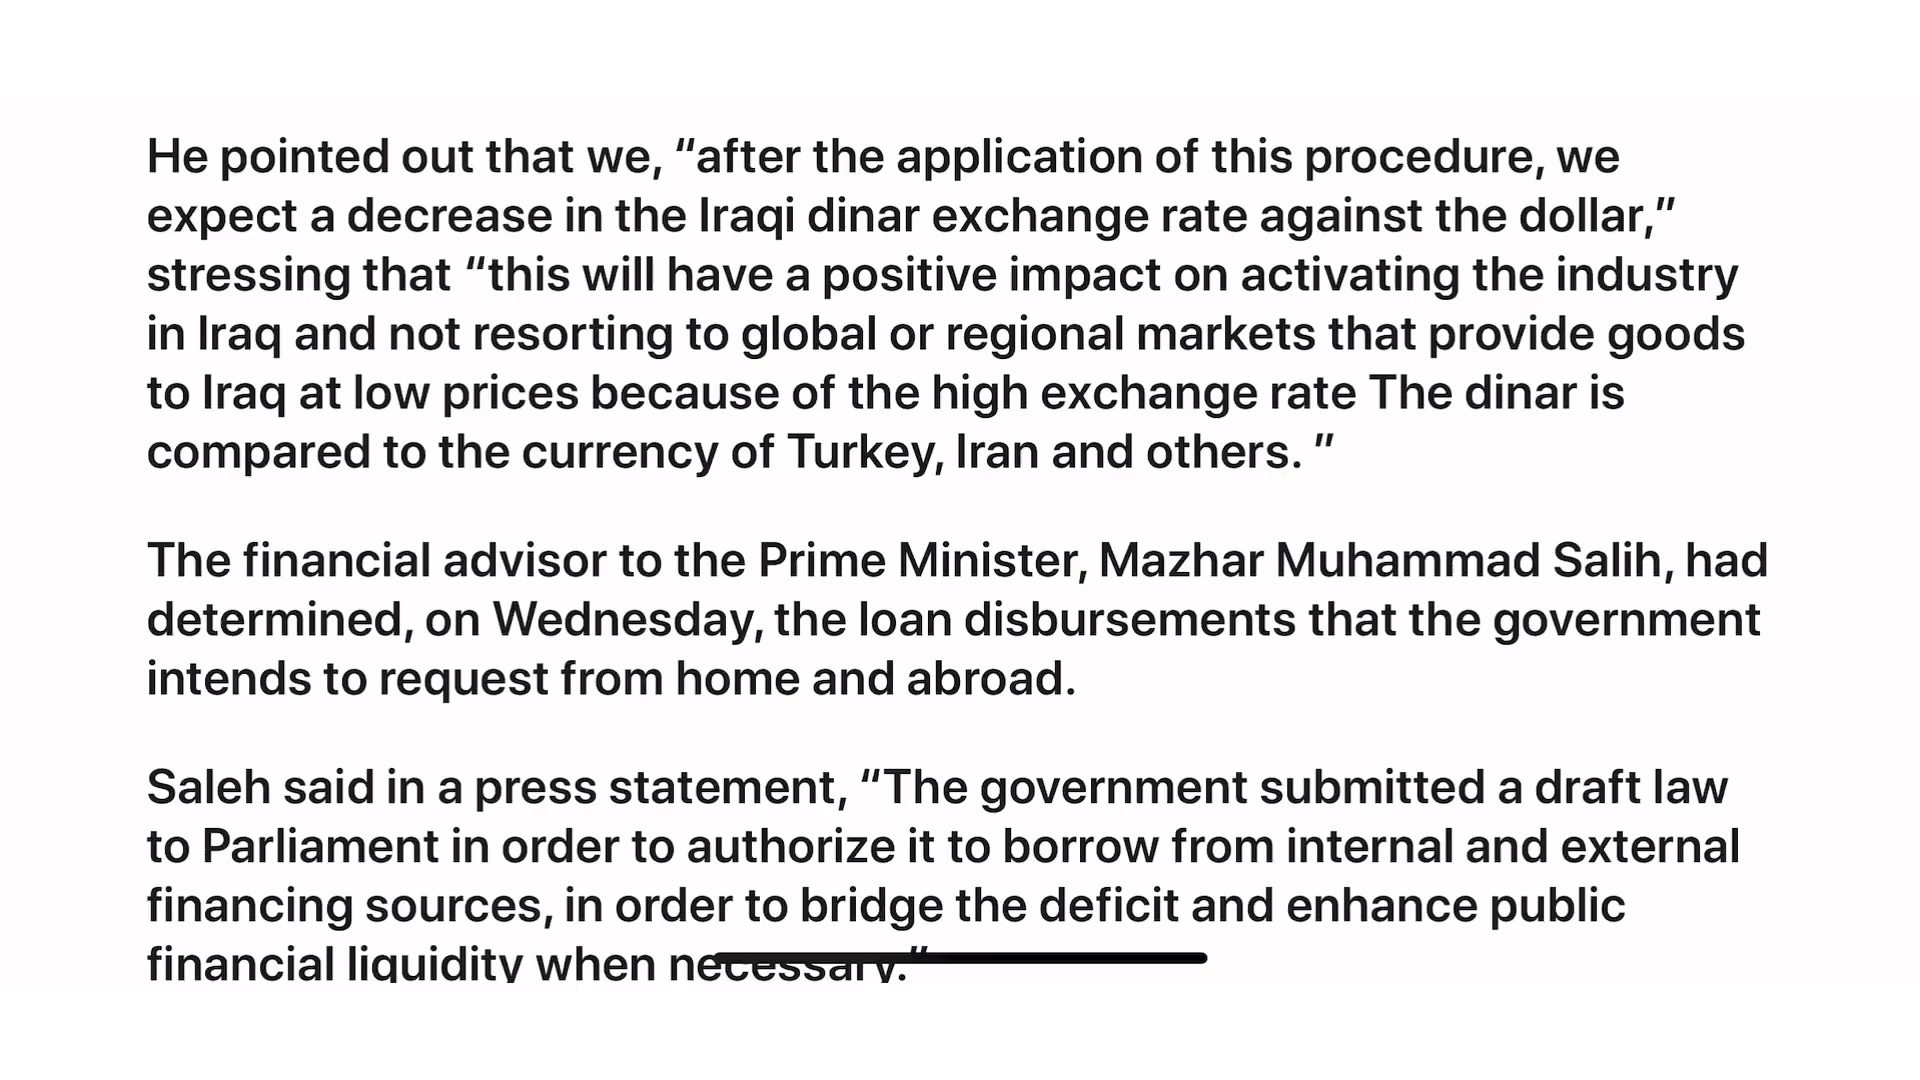 He pointed out that we, “after the application of this procedure, we
expect a decrease in the Iraqi dinar exchange rate against the dollar,”
stressing that “this will have a positive impact on activating the industry
in Iraq and not resorting to global or regional markets that provide goods
to Iraq at low prices because of the high exchange rate The dinar is
compared to the currency of Turkey, Iran and others. ”
The financial advisor to the Prime Minister, Mazhar Muhammad Salih, had
determined, on Wednesday, the loan disbursements that the government
intends to request from home and abroad.
Saleh said in a press statement, “The government submitted a draft law
to Parliament in order to authorize it to borrow from internal and external
financing sources, in order to bridge the deficit and enhance public
financial liquidity when necessary.”